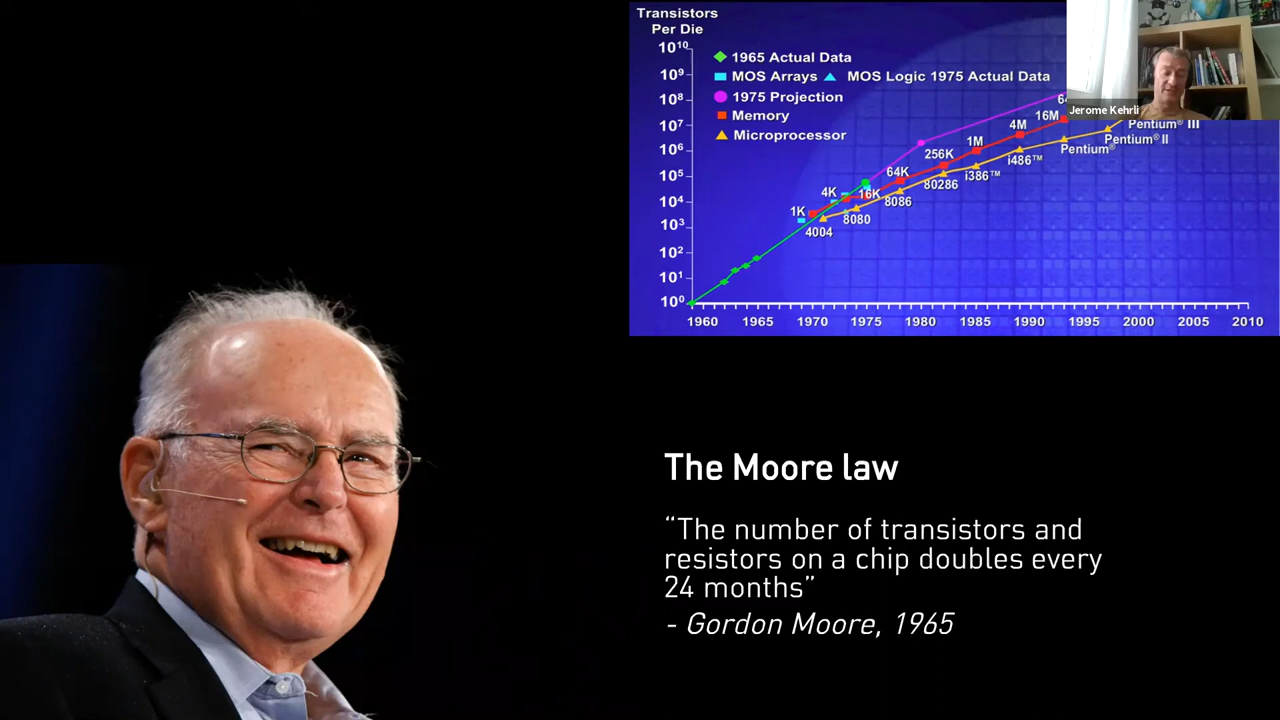 Transistors
Per Die
10¹⁰
10⁹
10⁸
10⁷
10⁶
10⁵
10⁴
10³
10²
10¹
10⁰
1965 Actual Data
MOS Arrays MOS Logic 1975 Actual Data
1975 Projection
Memory
Microprocessor
1K
4K
16K
64K
256K
1M
4M
16M
4004
8080
8086
80286
i386™
i486™
Pentium®
Pentium® II
Pentium® III
1960 1965 1970 1975 1980 1985 1990 1995 2000 2005 2010
Jerome Kehrli
The Moore law
“The number of transistors and
resistors on a chip doubles every
24 months”
- Gordon Moore, 1965